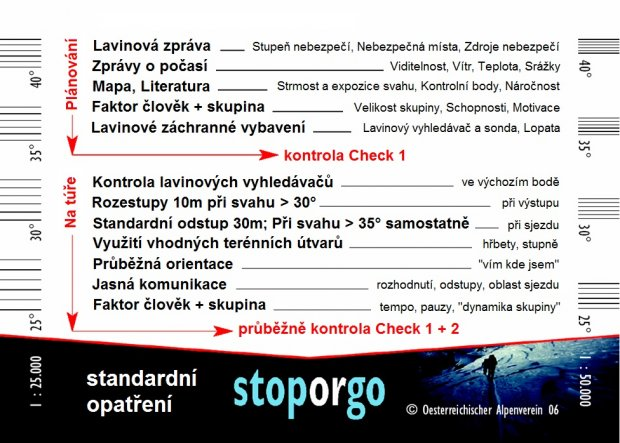 Plánování
Lavinová zpráva Stupeň nebezpečí, Nebezpečná místa, Zdroje nebezpečí
Zprávy o počasí Viditelnost, Vítr, Teplota, Srážky
Mapa, Literatura Strmost a expozice svahu, Kontrolní body, Náročnost
Faktor člověk + skupina Velikost skupiny, Schopnosti, Motivace
Lavinové záchranné vybavení Lavinový vyhledávač a sonda, Lopata
kontrola Check 1
Na túře
Kontrola lavinových vyhledávačů ve výchozím bodě
Rozestupy 10m při svahu > 30° při výstupu
Standardní odstup 30m; Při svahu > 35° samostatně při sjezdu
Využití vhodných terénních útvarů hřbety, stupně
Průběžná orientace "vím kde jsem"
Jasná komunikace rozhodnutí, odstupy, oblast sjezdu
Faktor člověk + skupina tempo, pauzy, "dynamika skupiny"
průběžně kontrola Check 1 + 2
40°
35°
30°
25°
1 : 25.000
40°
35°
30°
25°
1 : 50.000
standardní
opatření
stoporgo
© Oesterreichischer Alpenverein 06